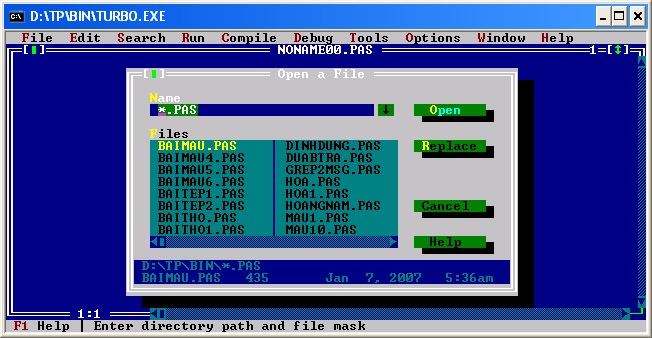 D:\TP\BIN\TURBO.EXE
File Edit Search Run Compile Debug Tools Options Window Help
NONAME00.PAS 1
Open a File
Name
*.PAS
Open
Files
BAIMAU.PAS DINHDUNG.PAS
Replace
BAIMAU4.PAS DUABTRA.PAS
BAIMAU5.PAS GREP2MSG.PAS
BAIMAU6.PAS HOA.PAS
BAITEP1.PAS HOA1.PAS
BAITEP2.PAS HOANGNAM.PAS
Cancel
BAITHO.PAS MAU1.PAS
BAITHO1.PAS MAU10.PAS
Help
D:\TP\BIN\*.PAS
BAIMAU.PAS 435 Jan 7, 2007 5:36am
1:1
F1 Help | Enter directory path and file mask